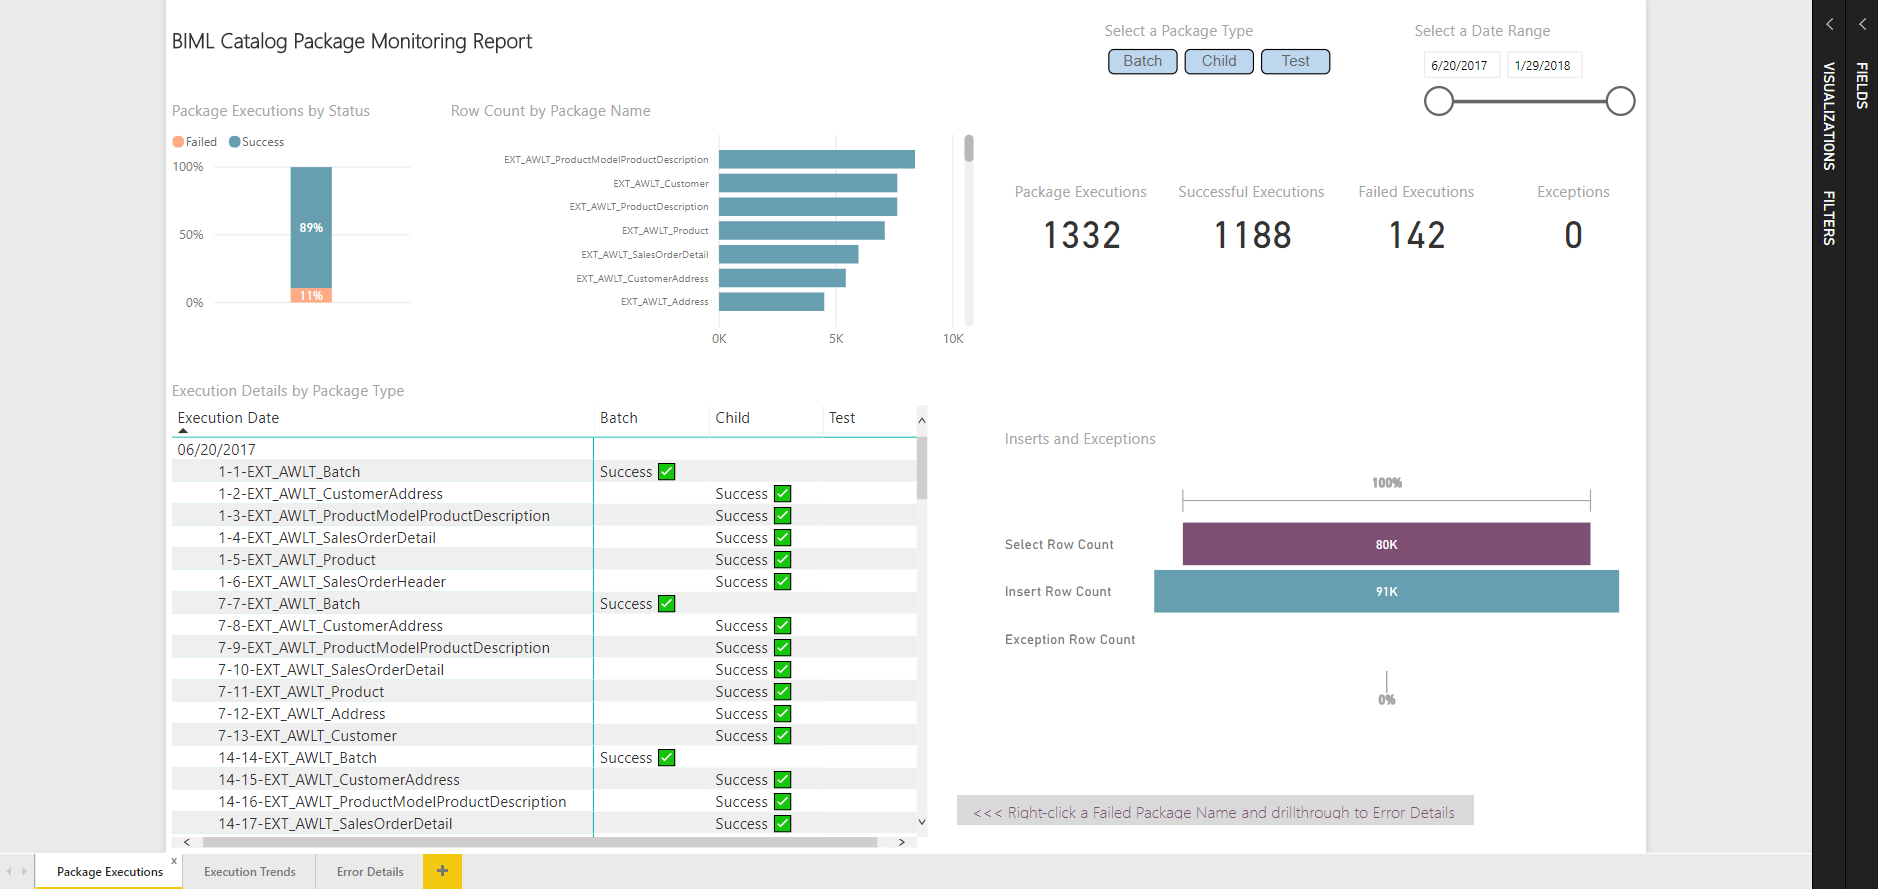 BIML Catalog Package Monitoring Report
Select a Package Type
Batch Child Test
Select a Date Range
6/20/2017 1/29/2018
VISUALIZATIONS
FILTERS
FIELDS
Package Executions by Status
Failed Success
100%
50%
0%
89%
11%
Row Count by Package Name
EXT_AWLT_ProductModelProductDescription
EXT_AWLT_Customer
EXT_AWLT_ProductDescription
EXT_AWLT_Product
EXT_AWLT_SalesOrderDetail
EXT_AWLT_CustomerAddress
EXT_AWLT_Address
0K 5K 10K
Package Executions Successful Executions Failed Executions Exceptions
1332 1188 142 0
Execution Details by Package Type
Execution Date Batch Child Test
06/20/2017
1-1-EXT_AWLT_Batch Success
1-2-EXT_AWLT_CustomerAddress Success
1-3-EXT_AWLT_ProductModelProductDescription Success
1-4-EXT_AWLT_SalesOrderDetail Success
1-5-EXT_AWLT_Product Success
1-6-EXT_AWLT_SalesOrderHeader Success
7-7-EXT_AWLT_Batch Success
7-8-EXT_AWLT_CustomerAddress Success
7-9-EXT_AWLT_ProductModelProductDescription Success
7-10-EXT_AWLT_SalesOrderDetail Success
7-11-EXT_AWLT_Product Success
7-12-EXT_AWLT_Address Success
7-13-EXT_AWLT_Customer Success
14-14-EXT_AWLT_Batch Success
14-15-EXT_AWLT_CustomerAddress Success
14-16-EXT_AWLT_ProductModelProductDescription Success
14-17-EXT_AWLT_SalesOrderDetail Success
Inserts and Exceptions
100%
Select Row Count 80K
Insert Row Count 91K
Exception Row Count
0%
<<< Right-click a Failed Package Name and drillthrough to Error Details
Package Executions x Execution Trends Error Details +